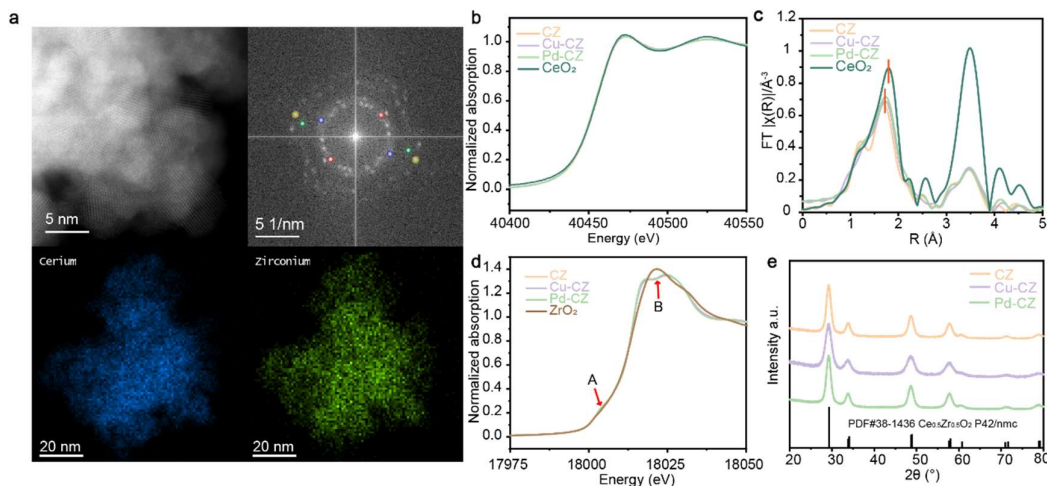 a
5 nm
5 1/nm
Cerium
20 nm
Zirconium
20 nm
b
CZ
Cu-CZ
Pd-CZ
CeO₂
Normalized absorption
1.0
0.8
0.6
0.4
0.2
0.0
40400 40450 40500 40550
Energy (eV)
c
CZ
Cu-CZ
Pd-CZ
CeO₂
FT |χ(R)|/Å⁻³
1.2
1
0.8
0.6
0.4
0.2
0
0 1 2 3 4 5
R (Å)
d
CZ
Cu-CZ
Pd-CZ
ZrO₂
A
B
Normalized absorption
1.4
1.2
1.0
0.8
0.6
0.4
0.2
0.0
17975 18000 18025 18050
Energy (eV)
e
CZ
Cu-CZ
Pd-CZ
Intensity a.u.
PDF#38-1436 Ce₀.₅Zr₀.₅O₂ P42/nmc
20 30 40 50 60 70 80
2θ (°)